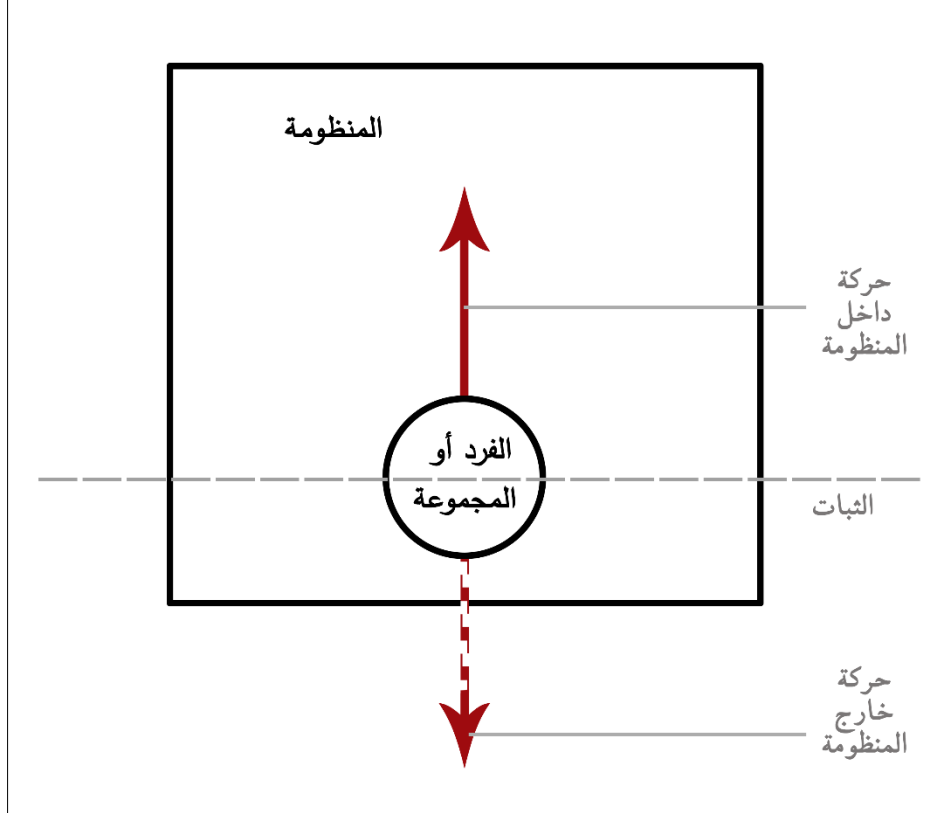 المنظومة
حركة
داخل
المنظومة
الفرد أو
المجموعة
الثبات
حركة
خارج
المنظومة